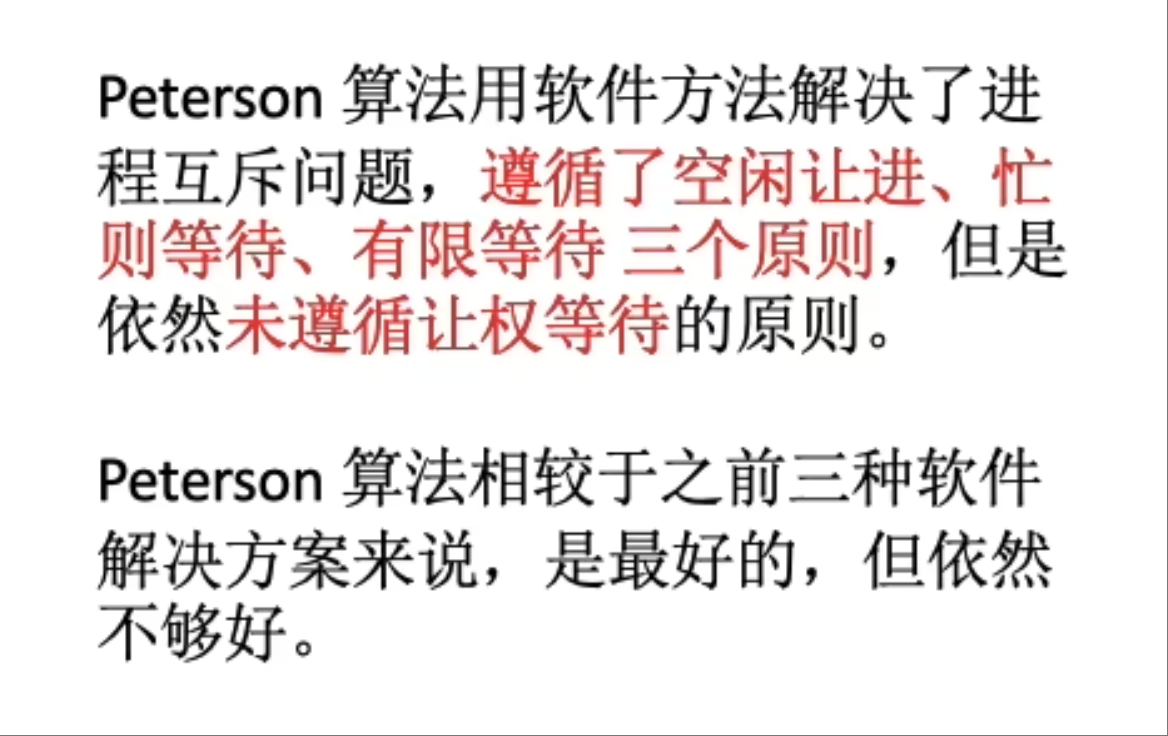 Peterson 算法用软件方法解决了进
程互斥问题，遵循了空闲让进、忙
则等待、有限等待 三个原则，但是
依然未遵循让权等待的原则。
Peterson 算法相较于之前三种软件
解决方案来说，是最好的，但依然
不够好。